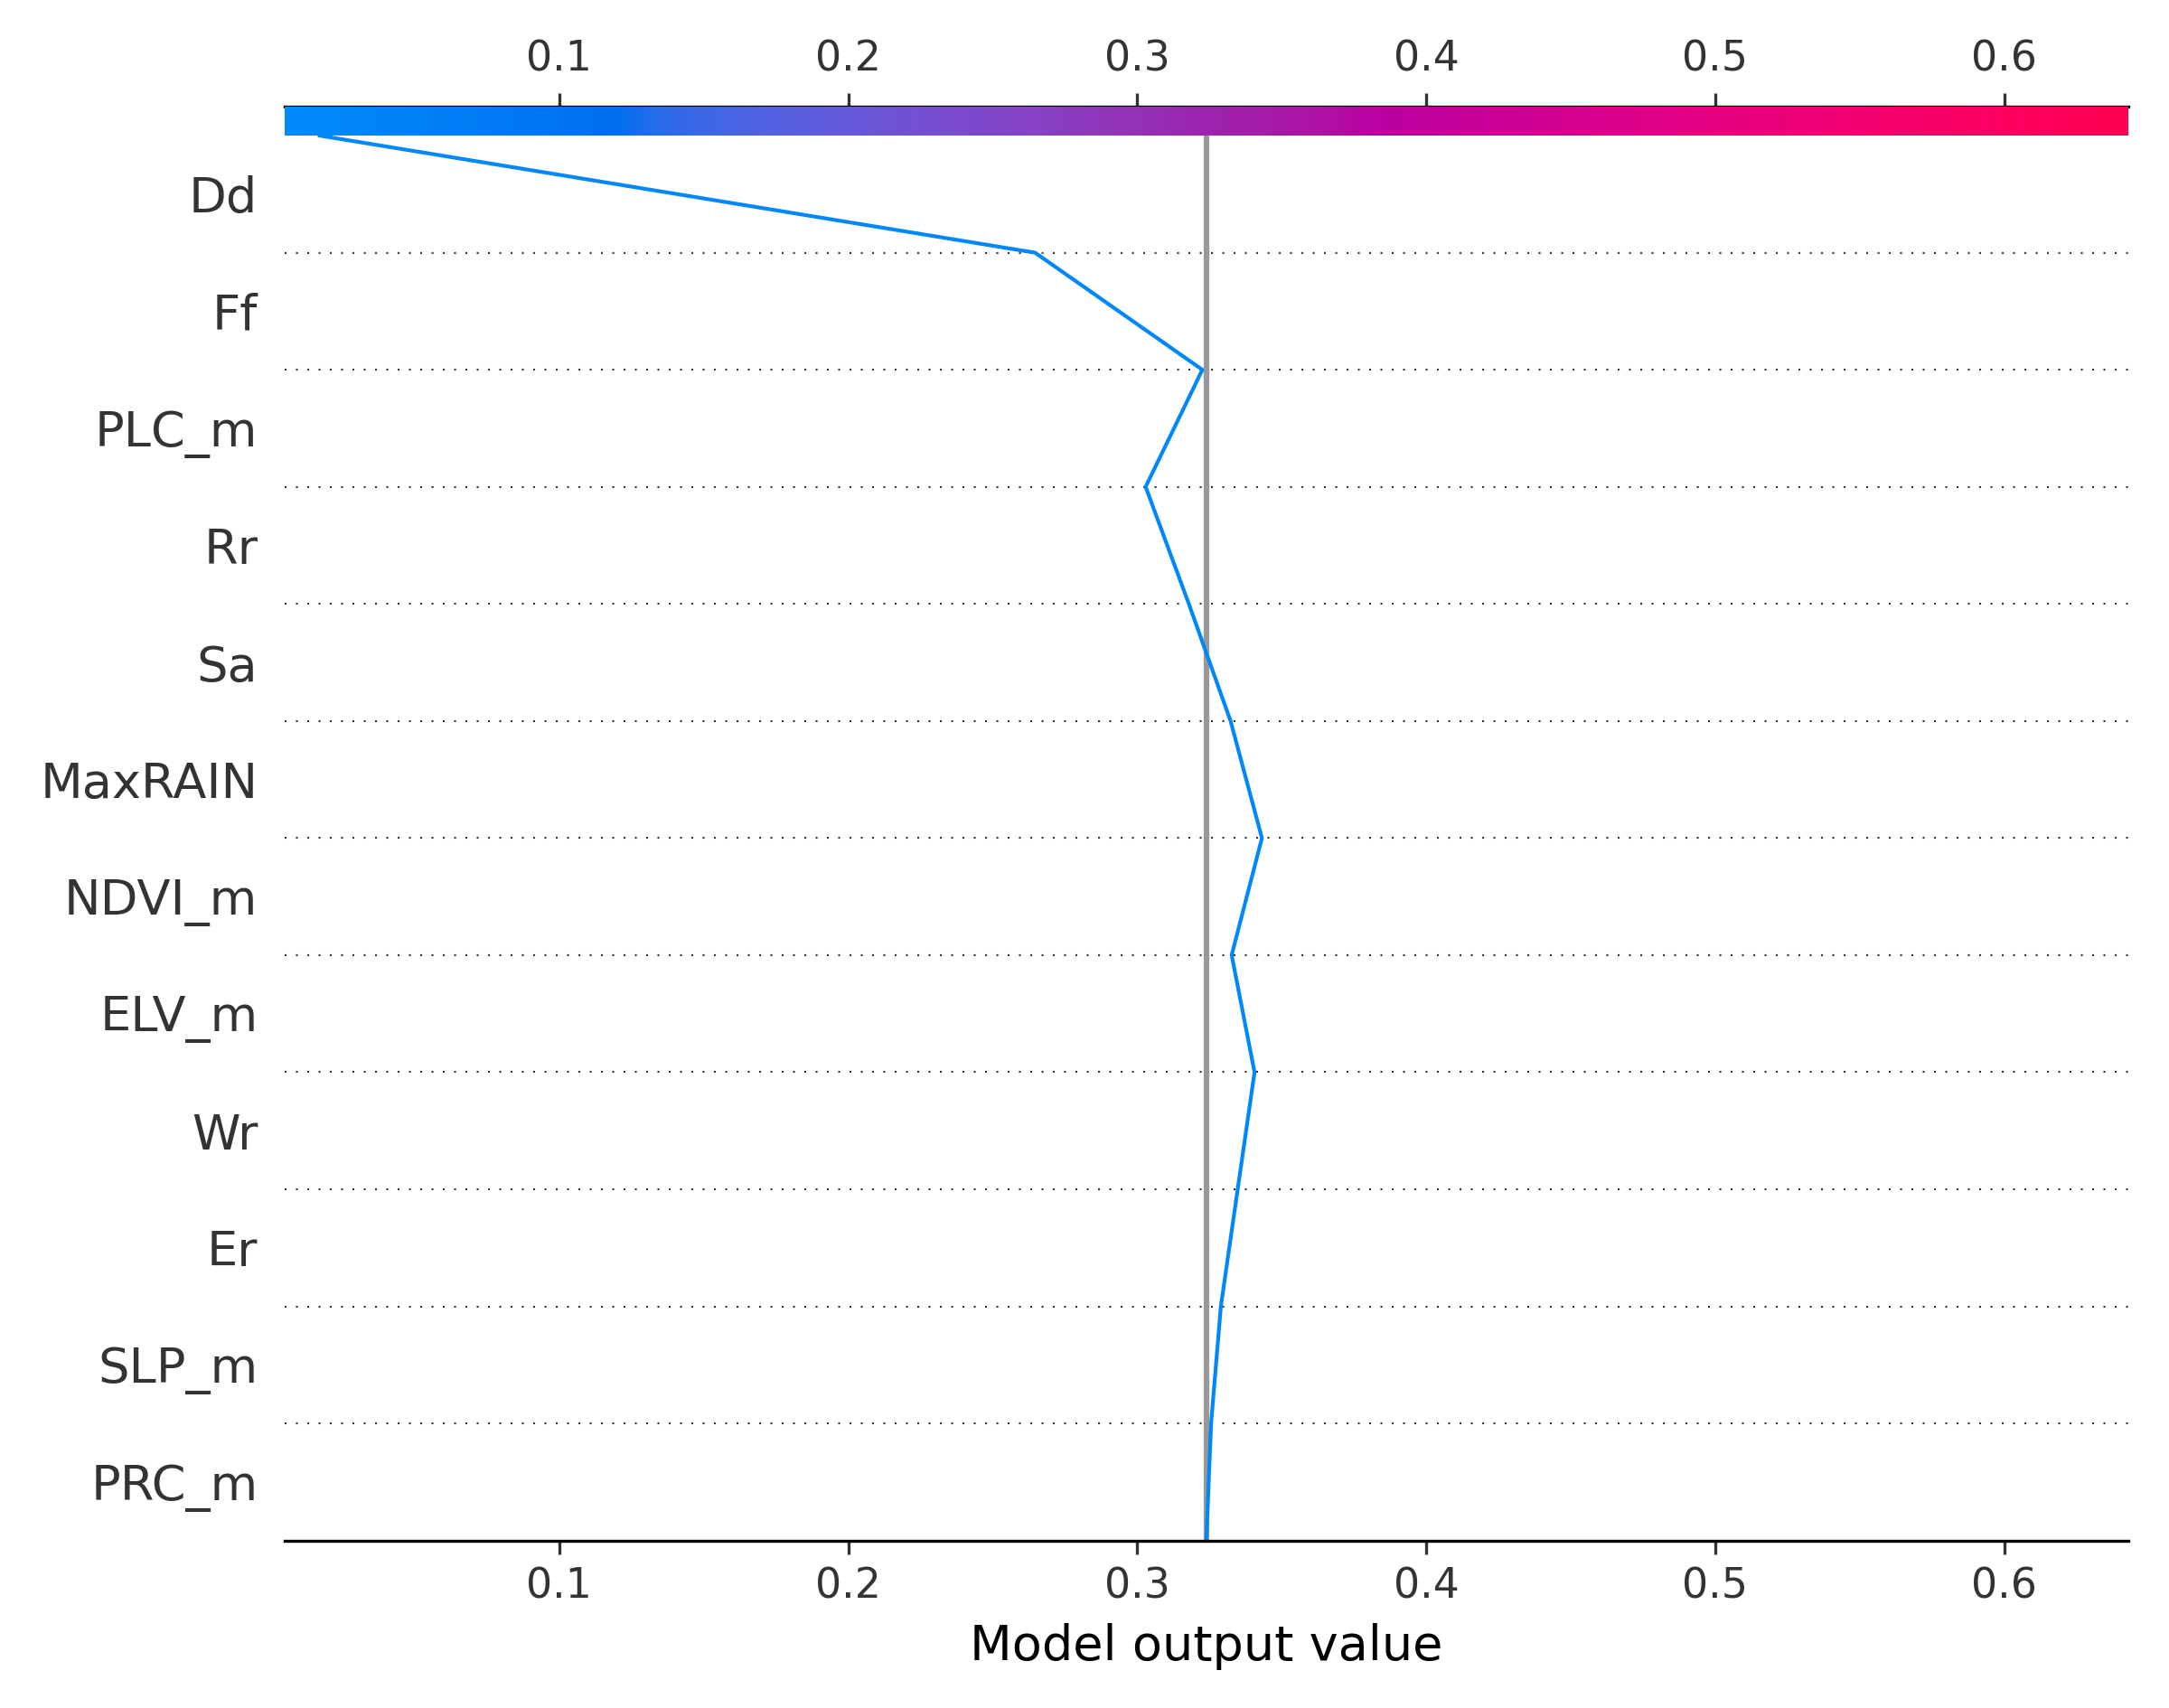 0.1 0.2 0.3 0.4 0.5 0.6
Dd
Ff
PLC_m
Rr
Sa
MaxRAIN
NDVI_m
ELV_m
Wr
Er
SLP_m
PRC_m
0.1 0.2 0.3 0.4 0.5 0.6
Model output value